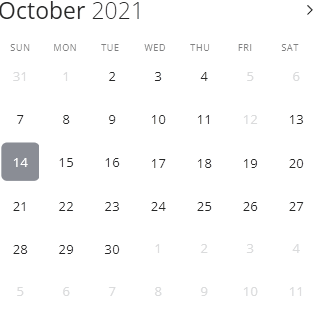 October 2021
SUN MON TUE WED THU FRI SAT
31 1 2 3 4 5 6
7 8 9 10 11 12 13
14 15 16 17 18 19 20
21 22 23 24 25 26 27
28 29 30 1 2 3 4
5 6 7 8 9 10 11